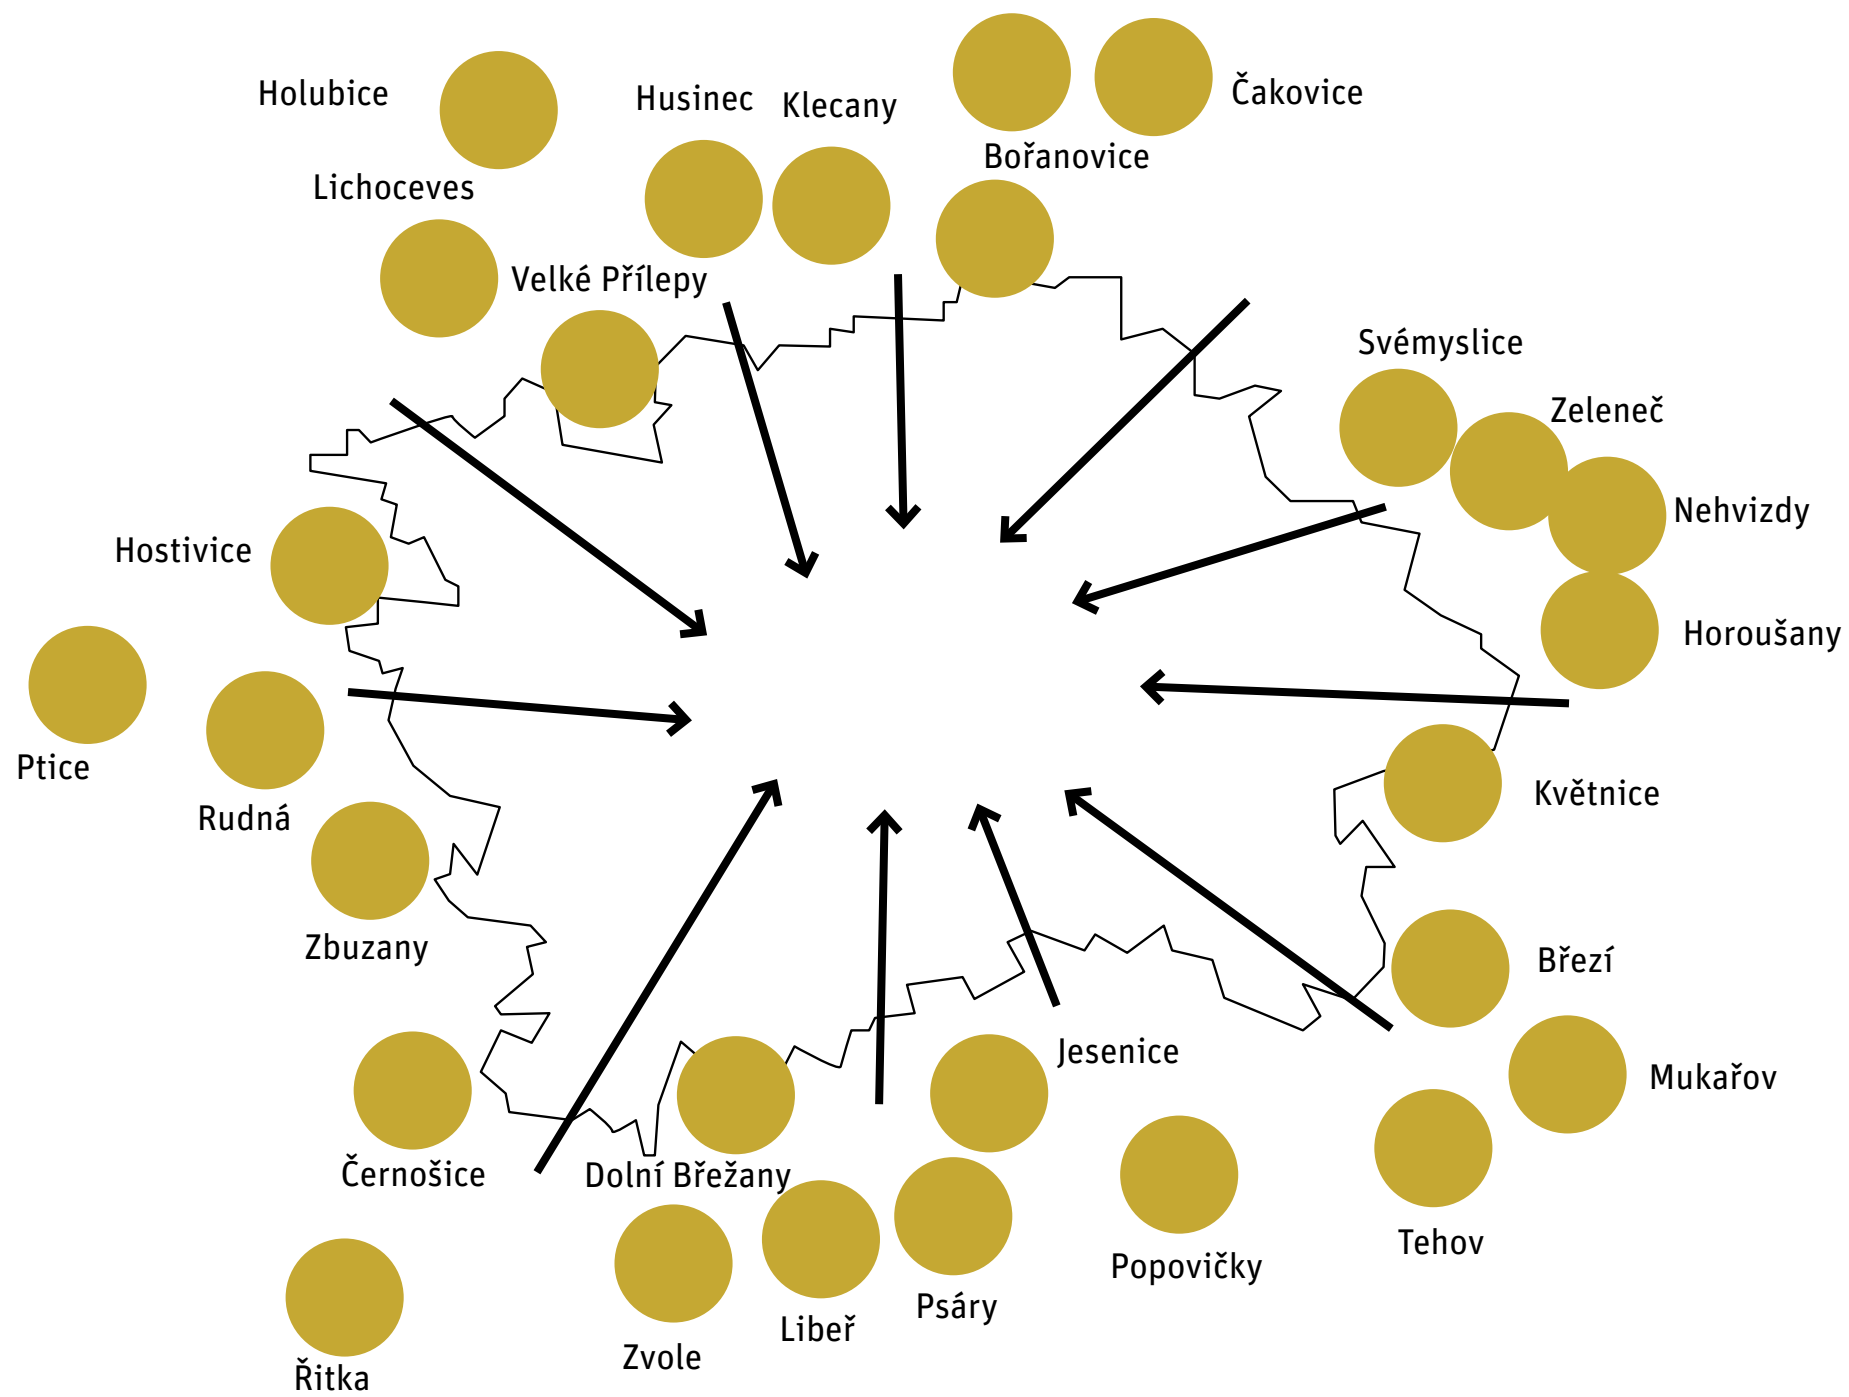 Čakovice
Holubice
Husinec
Klecany
Bořanovice
Lichoceves
Velké Přílepy
Svémyslice
Zeleneč
Nehvizdy
Hostivice
Horoušany
Ptice
Rudná
Květnice
Zbuzany
Březí
Jesenice
Mukařov
Černošice
Dolní Břežany
Tehov
Popovičky
Psáry
Libeř
Zvole
Řitka